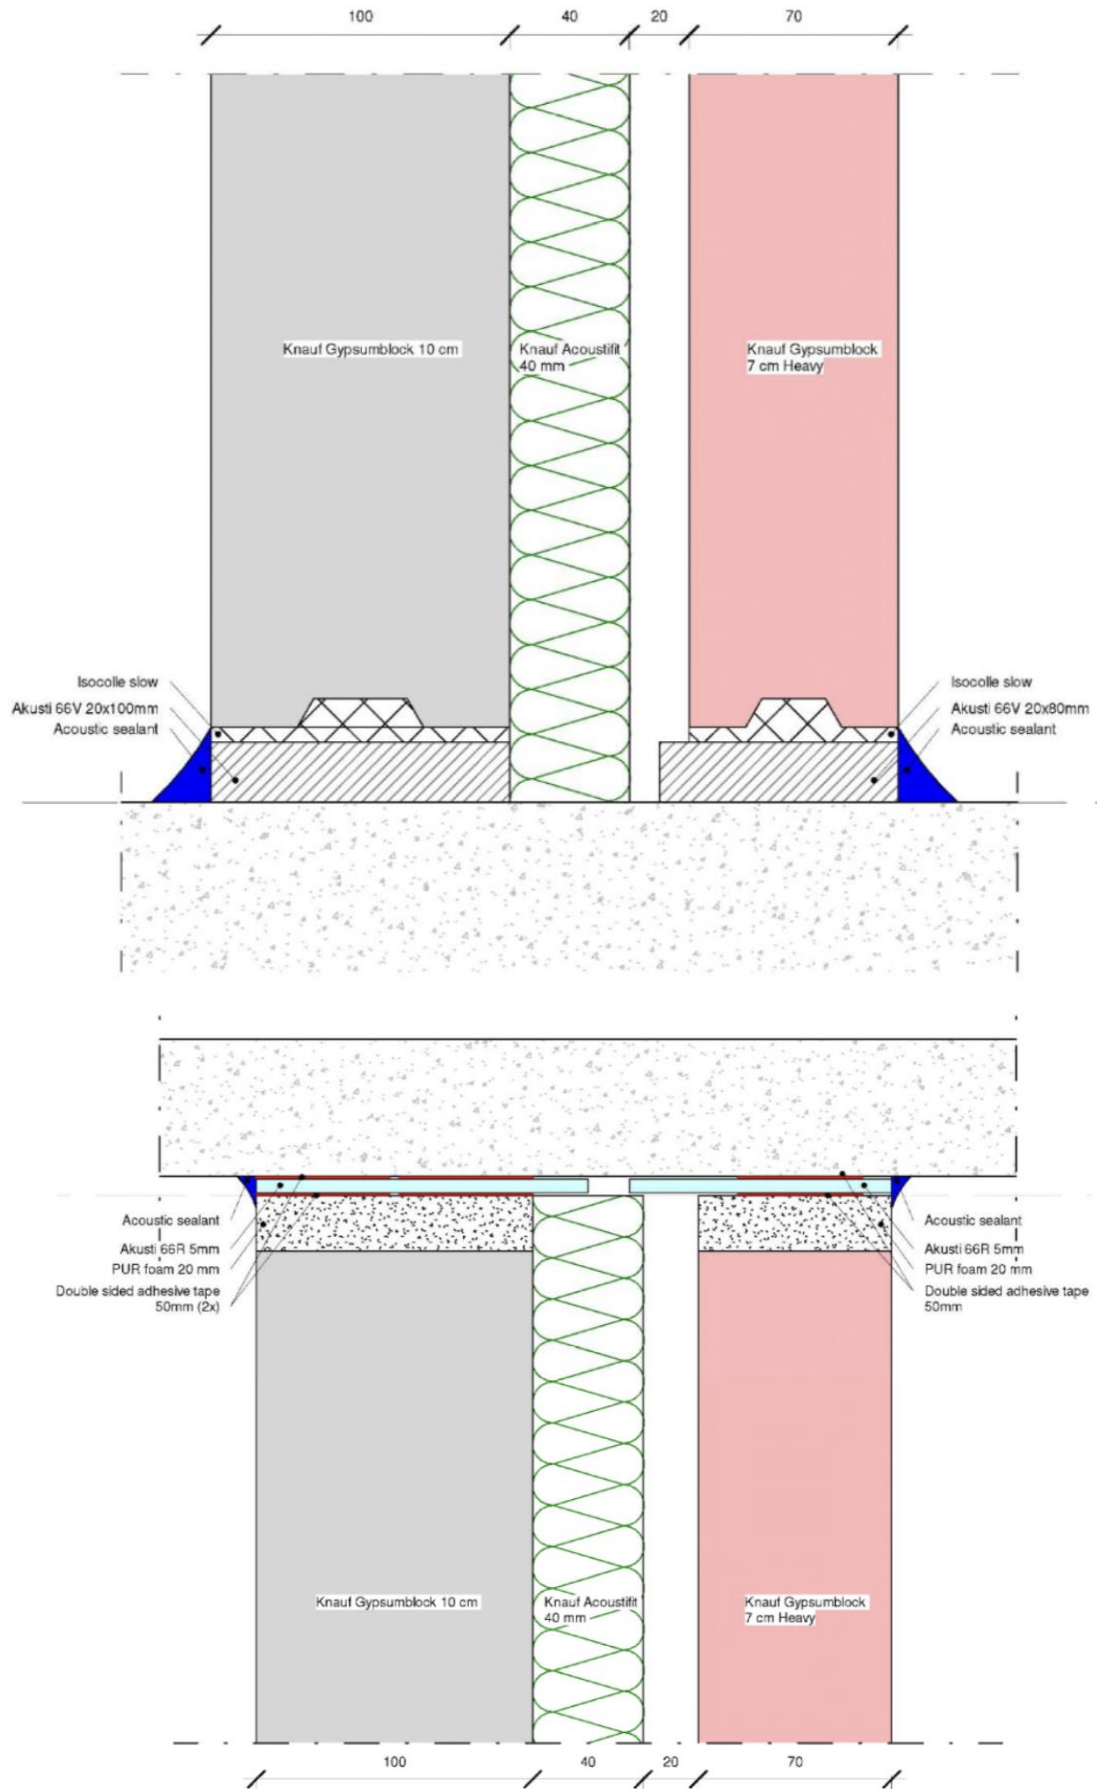 100 40 20 70
Knauf Gypsumblock 10 cm
Knauf Acoustifit
40 mm
Knauf Gypsumblock
7 cm Heavy
Isocolle slow
Akusti 66V 20x100mm
Acoustic sealant
Isocolle slow
Akusti 66V 20x80mm
Acoustic sealant
Acoustic sealant
Akusti 66R 5mm
PUR foam 20 mm
Double sided adhesive tape
50mm (2x)
Acoustic sealant
Akusti 66R 5mm
PUR foam 20 mm
Double sided adhesive tape
50mm
Knauf Gypsumblock 10 cm
Knauf Acoustifit
40 mm
Knauf Gypsumblock
7 cm Heavy
100 40 20 70